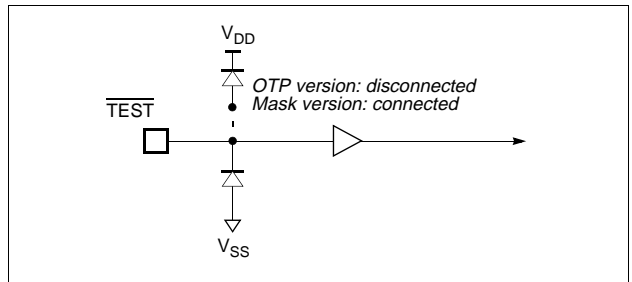 VDD
OTP version: disconnected
Mask version: connected
TEST
VSS